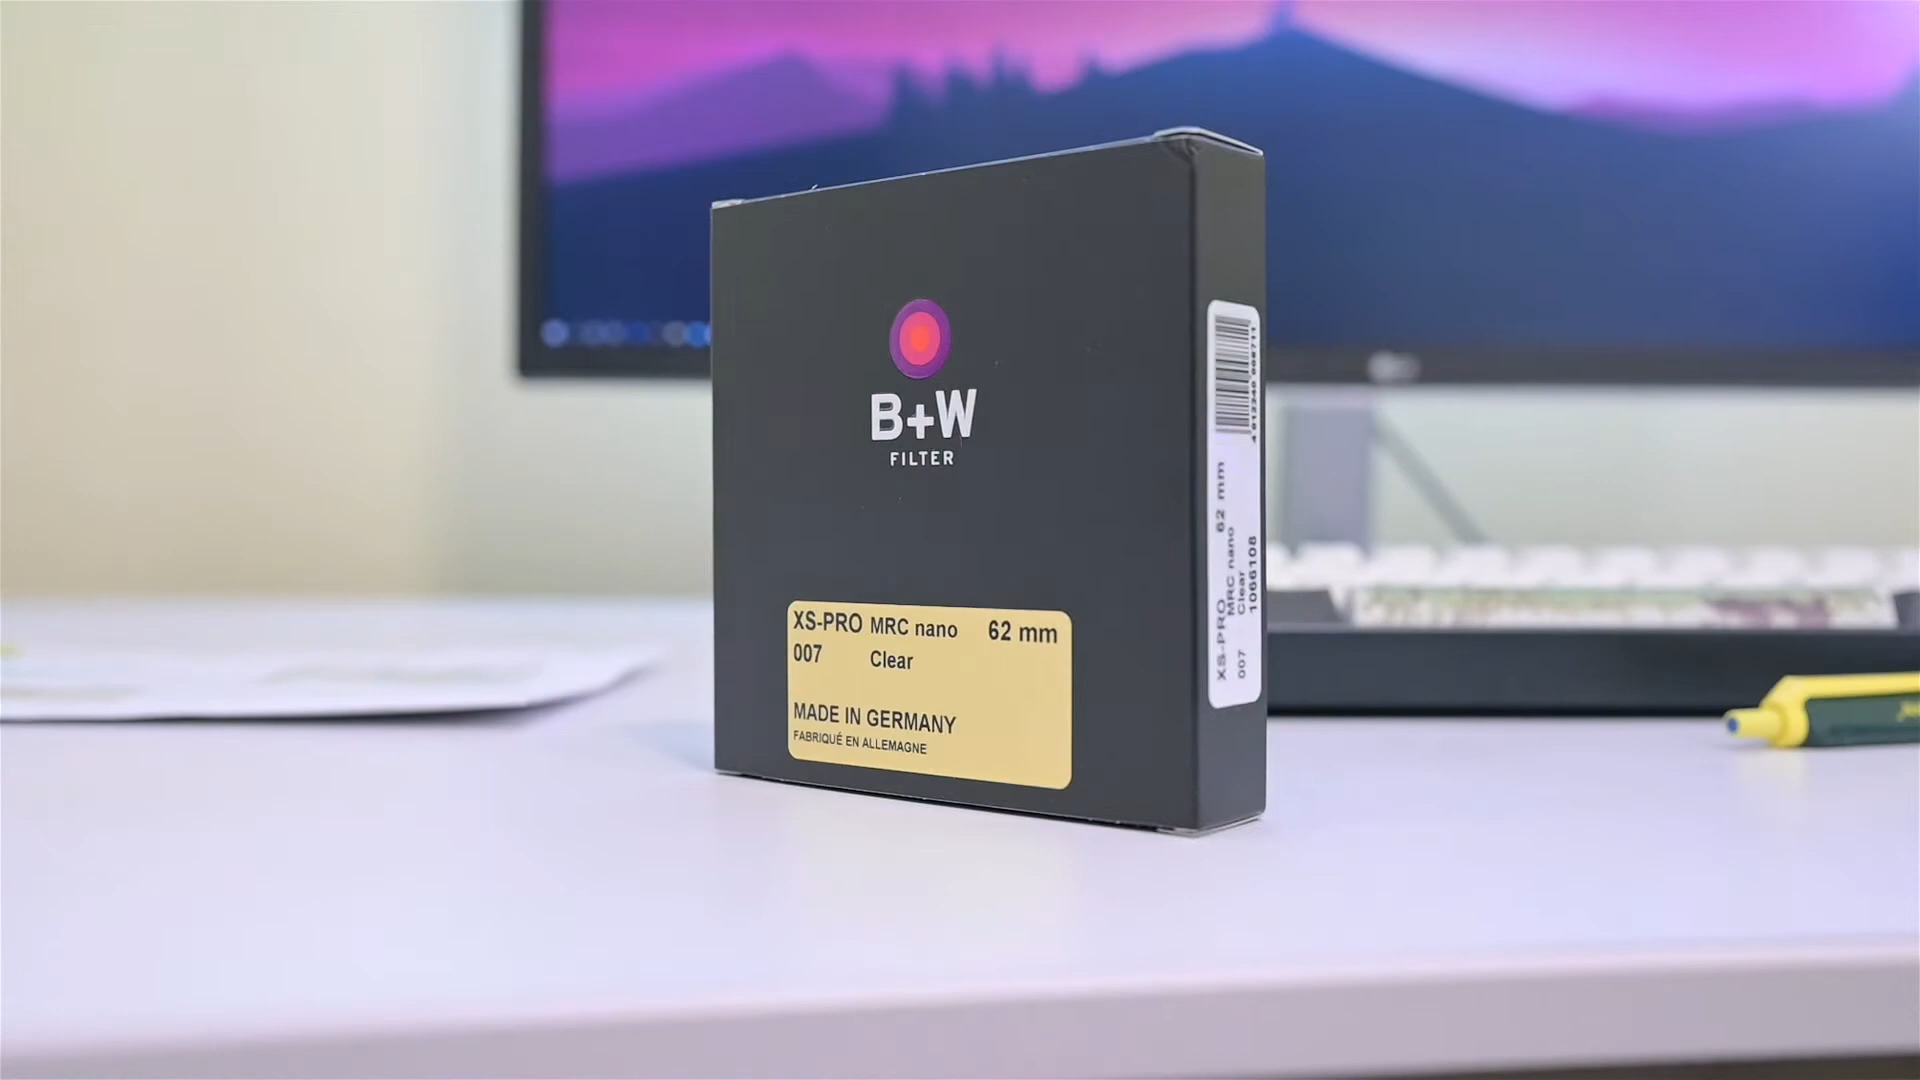 B+W
FILTER
XS-PRO MRC nano 62 mm
007 Clear
MADE IN GERMANY
FABRIQUÉ EN ALLEMAGNE
XS-PRO 62 mm
MRC nano
007 Clear
1066108